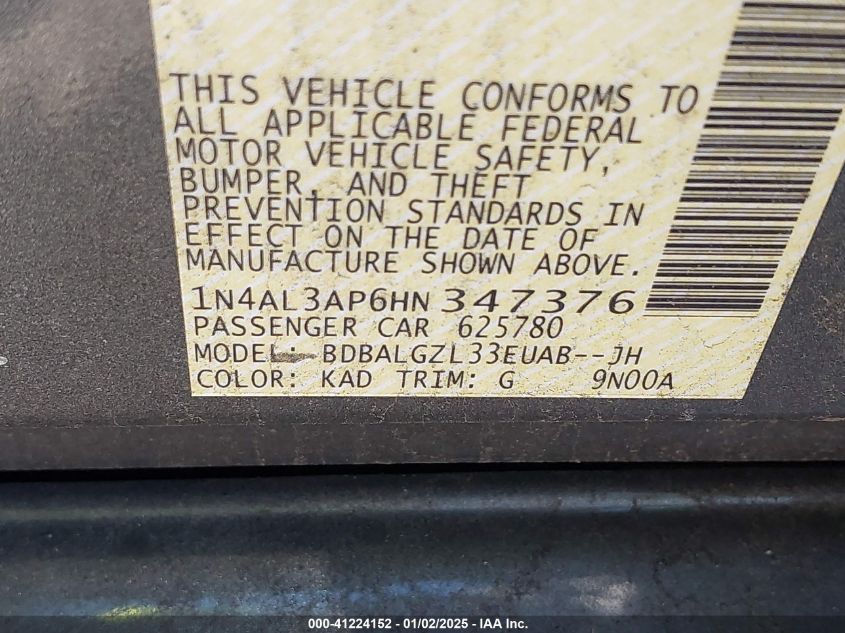 THIS VEHICLE CONFORMS TO
ALL APPLICABLE FEDERAL
MOTOR VEHICLE SAFETY,
BUMPER, AND THEFT
PREVENTION STANDARDS IN
EFFECT ON THE DATE OF
MANUFACTURE SHOWN ABOVE.
1N4AL3AP6HN347376
PASSENGER CAR 625780
MODEL: BDBALGZL33EUAB--JH
COLOR: KAD TRIM: G 9N00A
000-41224152 - 01/02/2025 - © IAA Inc.